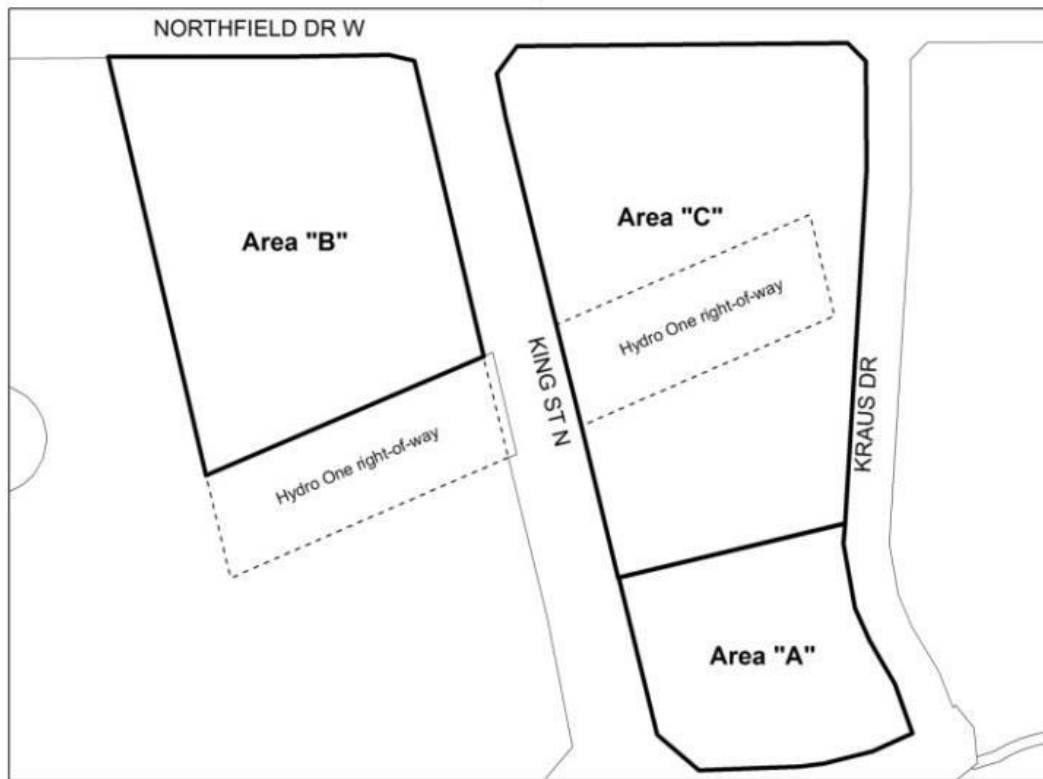 NORTHFIELD DR W
Area "B"
Area "C"
Hydro One right-of-way
KING ST N
KRAUS DR
Hydro One right-of-way
Area "A"